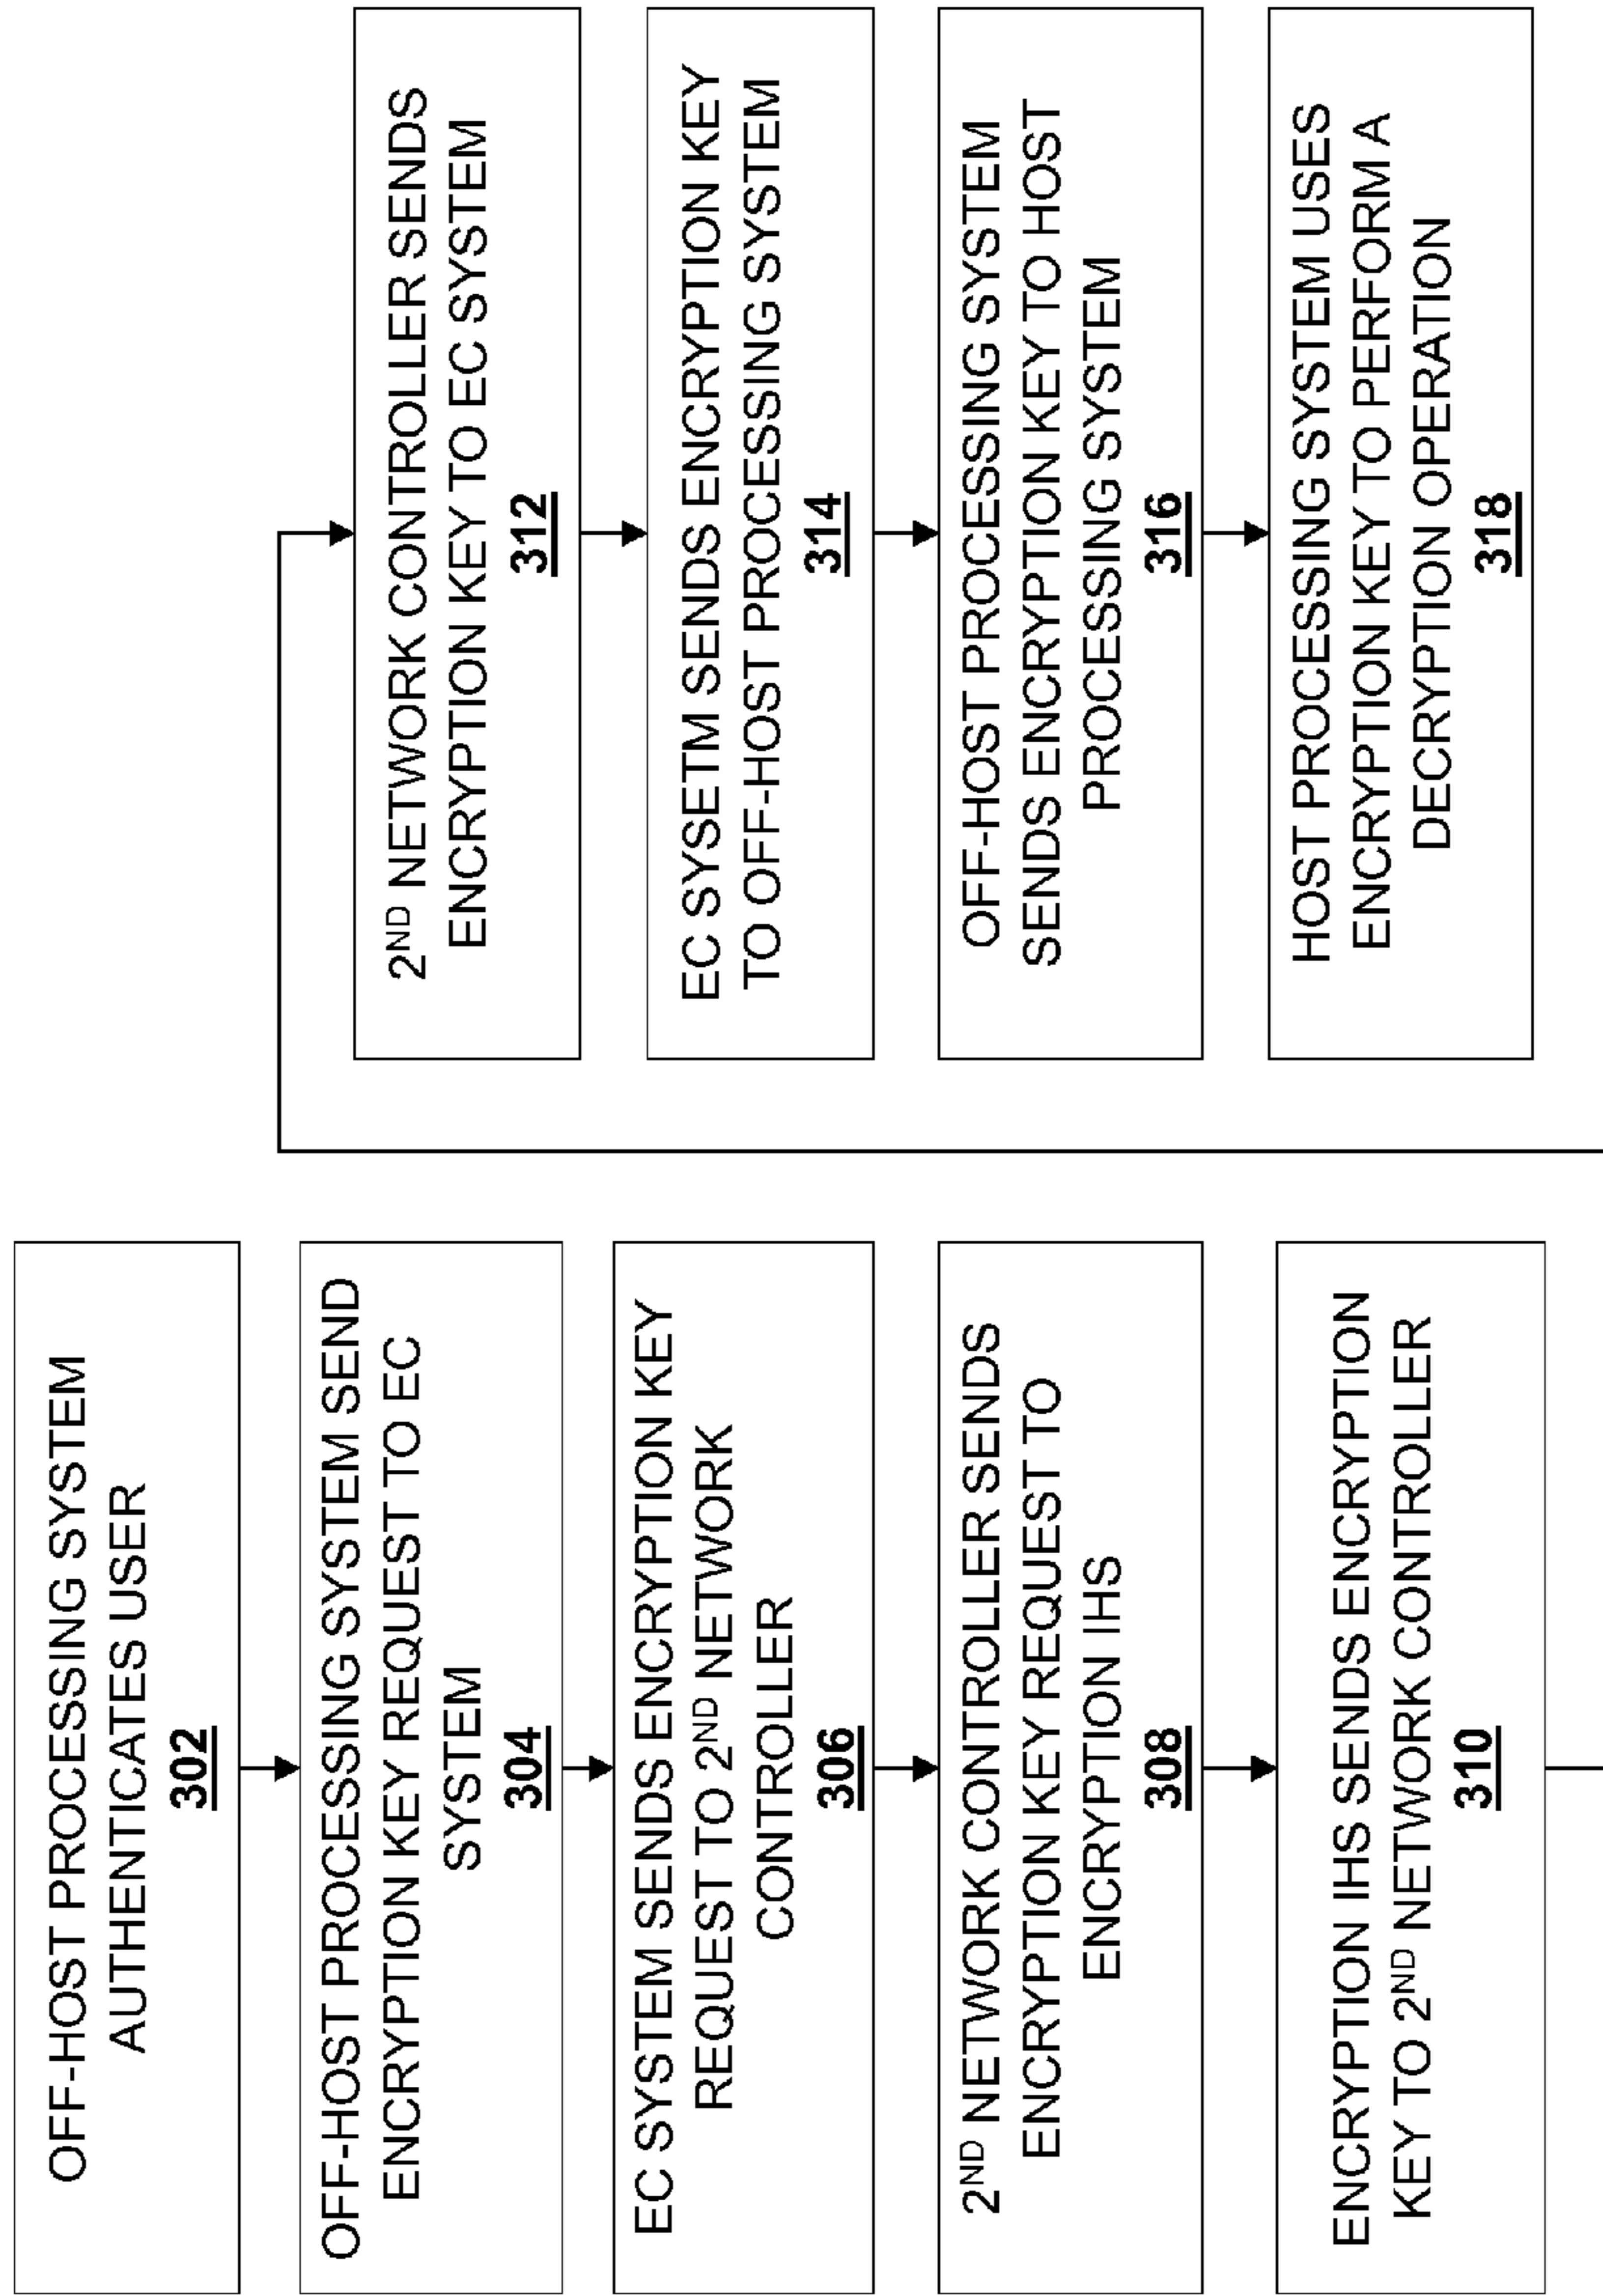 OFF-HOST PROCESSING SYSTEM
AUTHENTICATES USER
302
OFF-HOST PROCESSING SYSTEM SEND
ENCRYPTION KEY REQUEST TO EC
SYSTEM
304
EC SYSTEM SENDS ENCRYPTION KEY
REQUEST TO 2ND NETWORK
CONTROLLER
306
2ND NETWORK CONTROLLER SENDS
ENCRYPTION KEY REQUEST TO
ENCRYPTION IHS
308
ENCRYPTION IHS SENDS ENCRYPTION
KEY TO 2ND NETWORK CONTROLLER
310
2ND NETWORK CONTROLLER SENDS
ENCRYPTION KEY TO EC SYSTEM
312
EC SYSETM SENDS ENCRYPTION KEY
TO OFF-HOST PROCESSING SYSTEM
314
OFF-HOST PROCESSING SYSTEM
SENDS ENCRYPTION KEY TO HOST
PROCESSING SYSTEM
316
HOST PROCESSING SYSTEM USES
ENCRYPTION KEY TO PERFORM A
DECRYPTION OPERATION
318